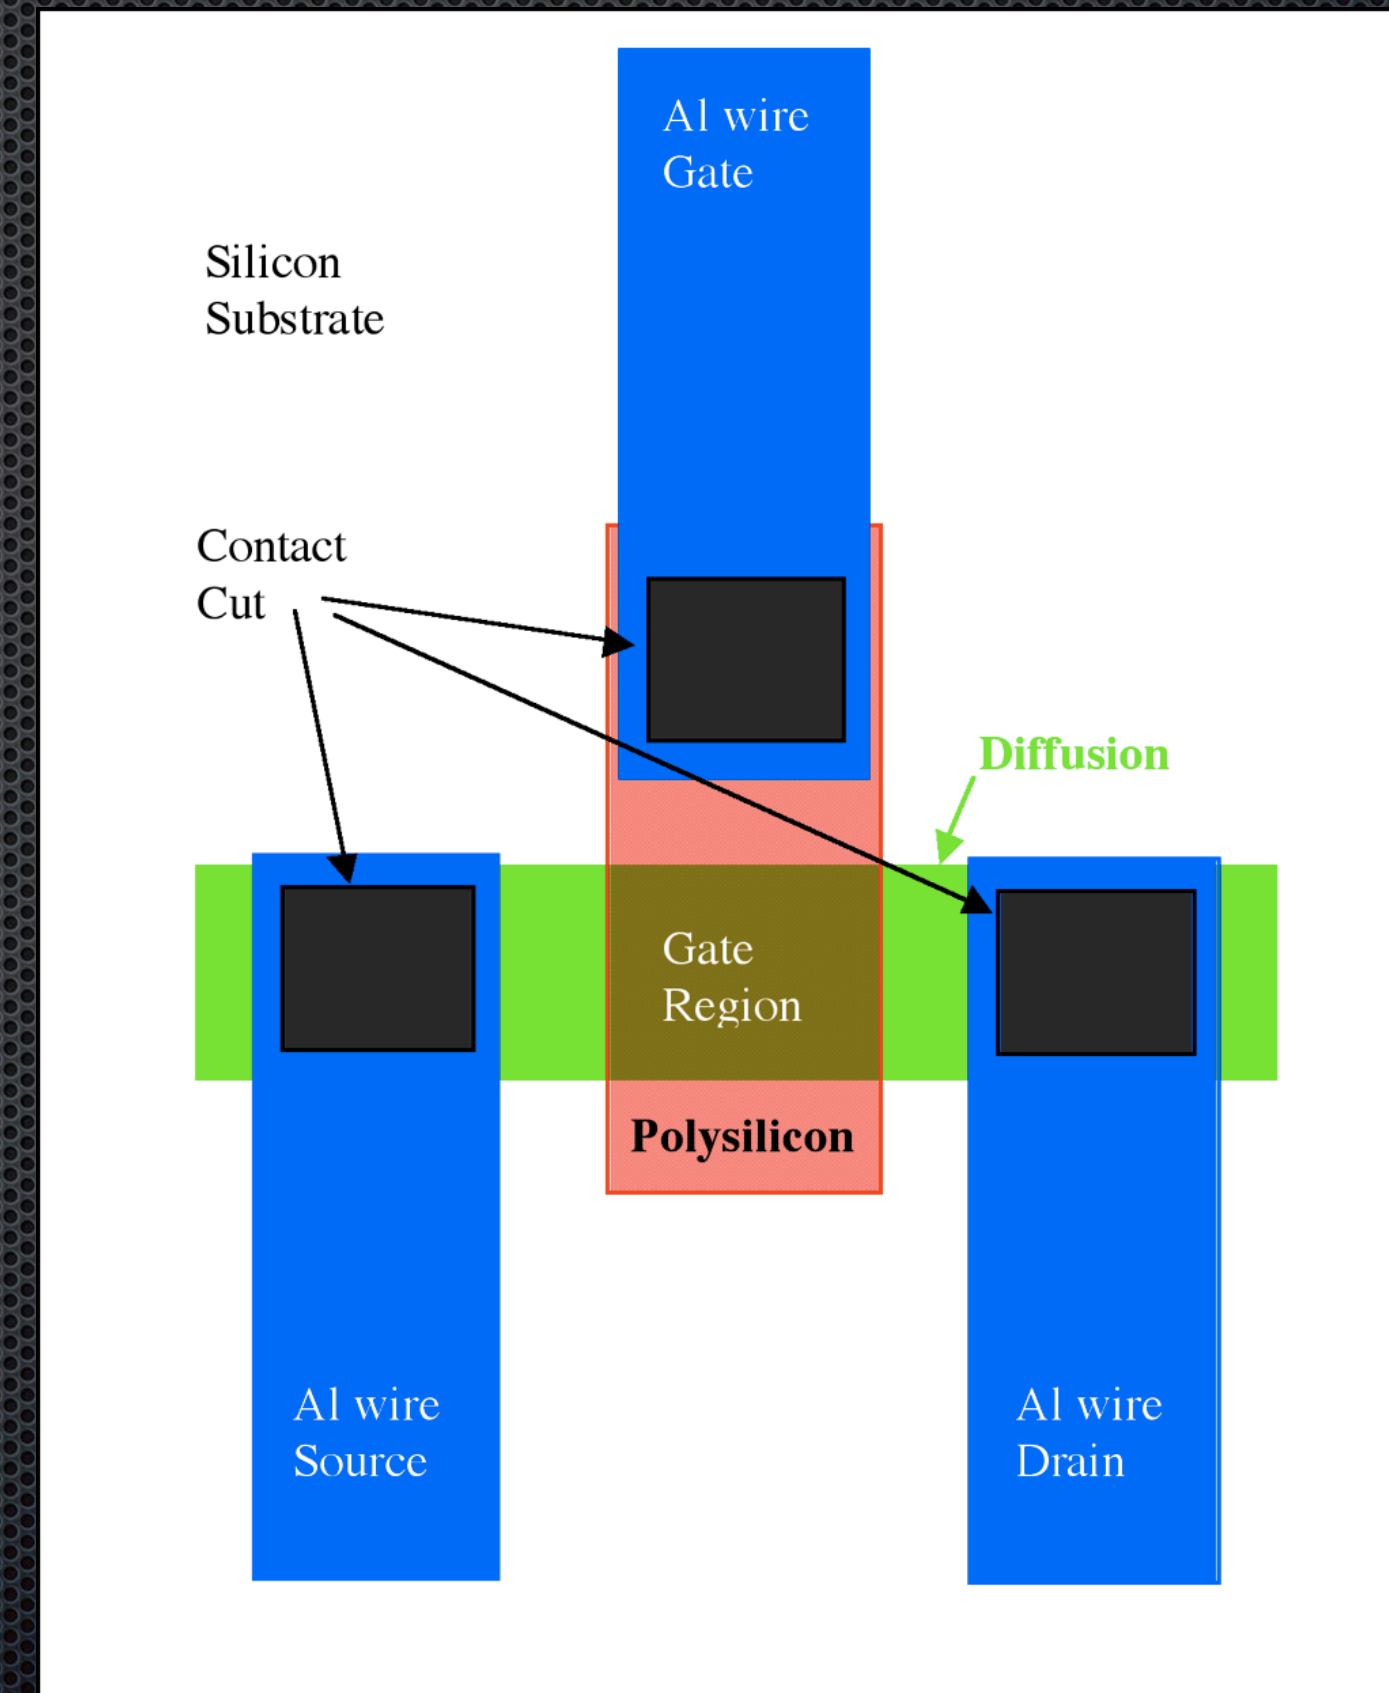 Al wire
Gate
Silicon
Substrate
Contact
Cut
Diffusion
Gate
Region
Polysilicon
Al wire
Source
Al wire
Drain